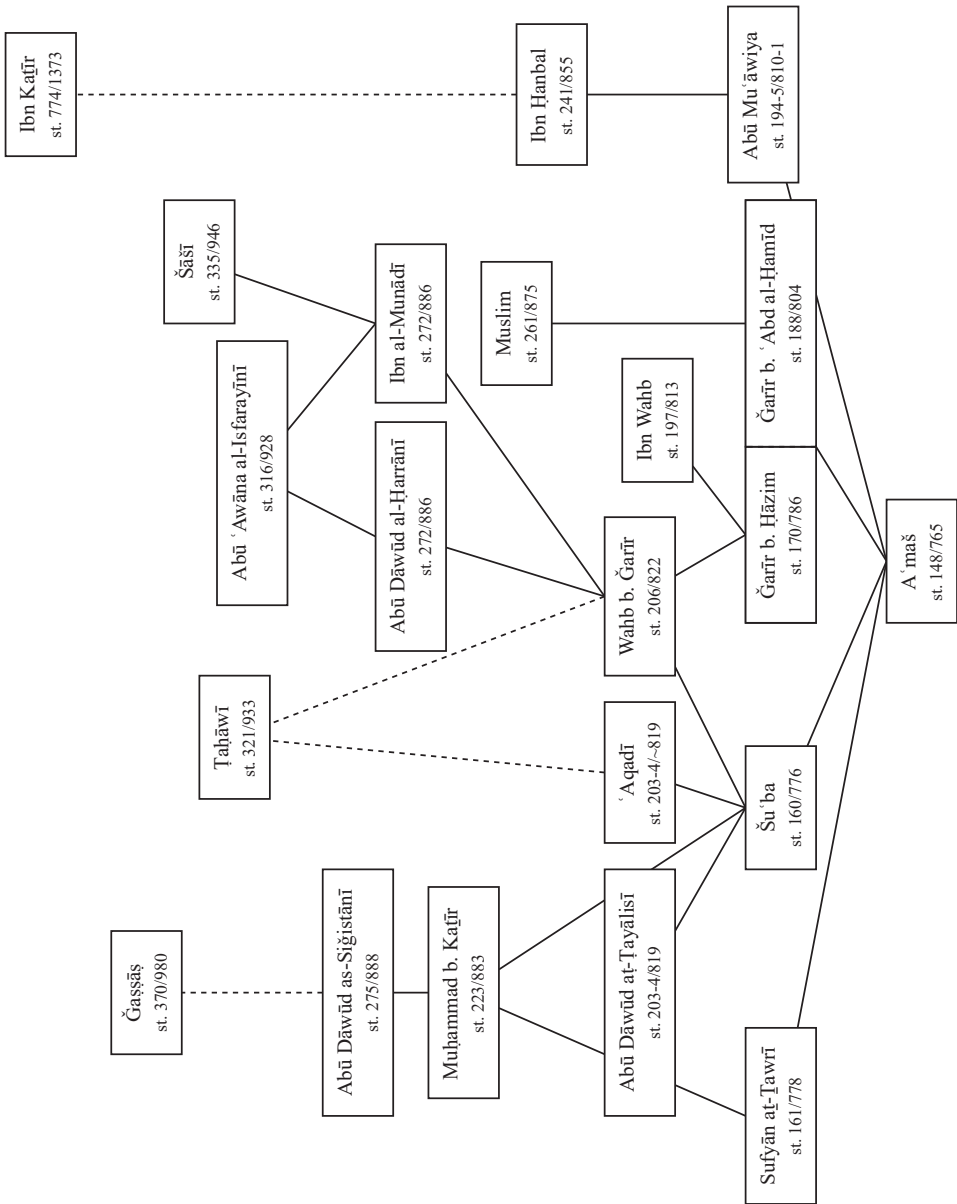 Ibn Kaṯīr
st. 774/1373
Ğaṣṣāṣ
st. 370/980
Šāšī
st. 335/946
Ṭaḥāwī
st. 321/933
Abū ʿAwāna al-Isfarayīnī
st. 316/928
Abū Dāwūd as-Siğistānī
st. 275/888
Abū Dāwūd al-Ḥarrānī
st. 272/886
Ibn al-Munādī
st. 272/886
Muḥammad b. Kaṯīr
st. 223/883
Muslim
st. 261/875
Ibn Ḥanbal
st. 241/855
Abū Dāwūd aṭ-Ṭayālisī
st. 203-4/819
ʿAqadī
st. 203-4/~819
Wahb b. Ğarīr
st. 206/822
Ibn Wahb
st. 197/813
Sufyān aṯ-Ṯawrī
st. 161/778
Šuʿba
st. 160/776
Ğarīr b. Ḥāzim
st. 170/786
Ğarīr b. ʿAbd al-Ḥamīd
st. 188/804
Abū Muʿāwiya
st. 194-5/810-1
Aʿmaš
st. 148/765